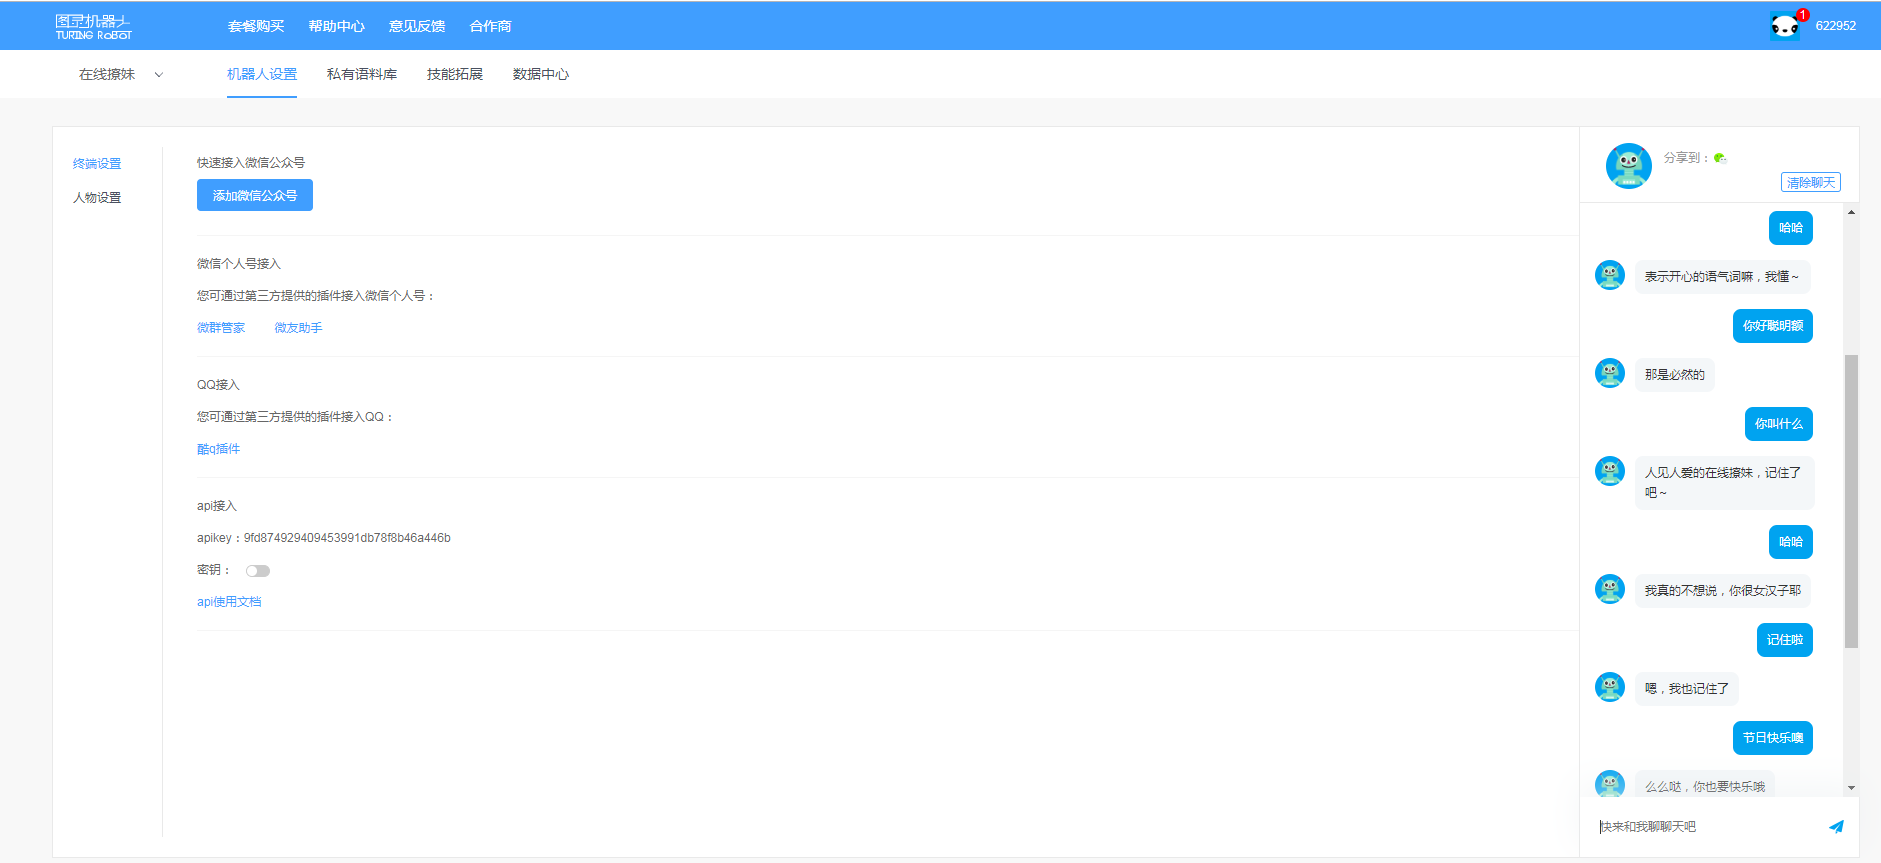 图灵机器人
TURING ROBOT
套餐购买 帮助中心 意见反馈 合作商
1
622952
在线撩妹
机器人设置 私有语料库 技能拓展 数据中心
终端设置
人物设置
快速接入微信公众号
添加微信公众号
微信个人号接入
您可通过第三方提供的插件接入微信个人号：
微群管家 微友助手
QQ接入
您可通过第三方提供的插件接入QQ：
酷q插件
api接入
apikey：9fd874929409453991db78f8b46a446b
密钥：
api使用文档
分享到：
清除聊天
哈哈
表示开心的语气词嘛，我懂～
你好聪明额
那是必然的
你叫什么
人见人爱的在线撩妹，记住了
吧～
哈哈
我真的不想说，你很女汉子耶
记住啦
嗯，我也记住了
节日快乐噢
么么哒，你也要快乐哦
快来和我聊聊天吧